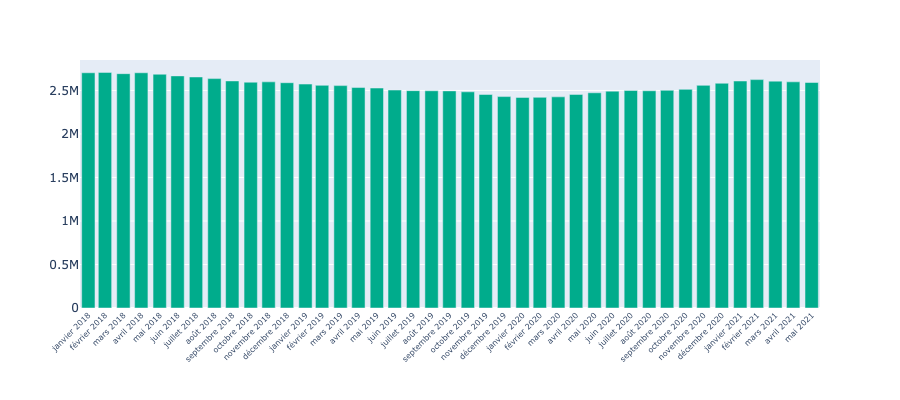 2.5M
2M
1.5M
1M
0.5M
0
janvier 2018
février 2018
mars 2018
avril 2018
mai 2018
juin 2018
juillet 2018
août 2018
septembre 2018
octobre 2018
novembre 2018
décembre 2018
janvier 2019
février 2019
mars 2019
avril 2019
mai 2019
juin 2019
juillet 2019
août 2019
septembre 2019
octobre 2019
novembre 2019
décembre 2019
janvier 2020
février 2020
mars 2020
avril 2020
mai 2020
juin 2020
juillet 2020
août 2020
septembre 2020
octobre 2020
novembre 2020
décembre 2020
janvier 2021
février 2021
mars 2021
avril 2021
mai 2021